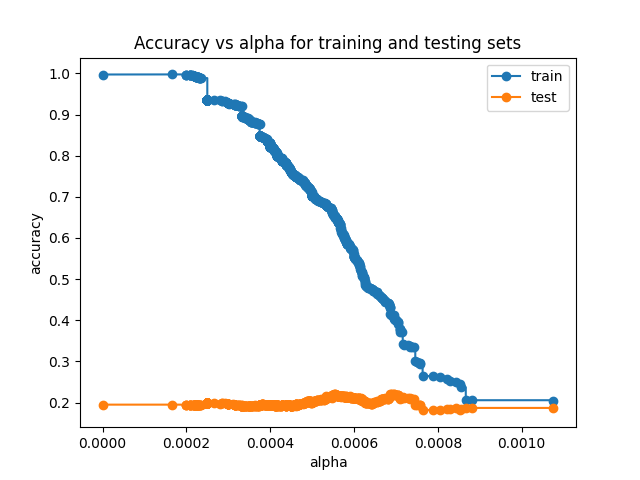 Accuracy vs alpha for training and testing sets
train
test
1.0
0.9
0.8
0.7
0.6
0.5
0.4
0.3
0.2
accuracy
0.0000 0.0002 0.0004 0.0006 0.0008 0.0010
alpha